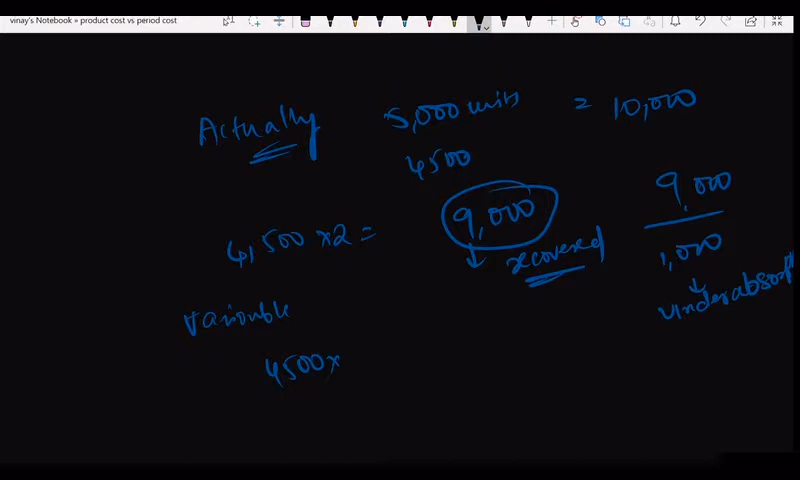 vinay's Notebook » product cost vs period cost
Actually 5,000 units = 10,000
4500
4,500 x2 = 9,000 9,000
recovered 1,000
underabsorp
variable
4500x